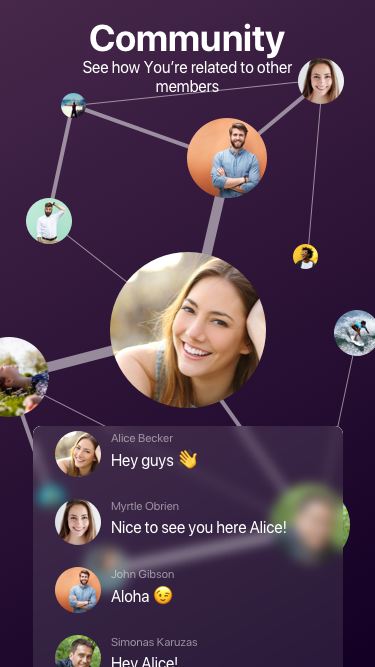 Community
See how You’re related to other
members
Alice Becker
Hey guys 👋
Myrtle Obrien
Nice to see you here Alice!
John Gibson
Aloha 😉
Simonas Karuzas
Hey Alice!